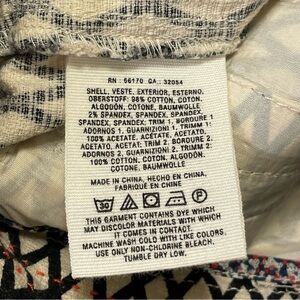 RN : 66170 CA : 32054
SHELL, VESTE, EXTERIOR, ESTERNO,
OBERSTOFF: 98% COTTON, COTON,
ALGODON, COTONE, BAUMWOLLE
2% SPANDEX, SPANDEX, SPANDEX,
SPANDEX, SPANDEX; TRIM 1, BORDURE 1
ADORNOS 1, GUARNIZIONI 1, TRIMM 1:
100% ACETATE, ACETATE, ACETATO,
ACETATO, ACETAT; TRIM 2, BORDURE 2,
ADORNOS 2, GUARNIZIONI 2, TRIMM 2:
100% COTTON, COTON, ALGODÓN,
COTONE, BAUMWOLLE
MADE IN CHINA, HECHO EN CHINA,
FABRIQUÉ EN CHINE
30
THIS GARMENT CONTAINS DYE WHICH
MAY DISCOLOR MATERIALS WITH WHICH
IT COMES IN CONTACT.
MACHINE WASH COLD WITH LIKE COLORS.
USE ONLY NON-CHLORINE BLEACH.
TUMBLE DRY LOW.